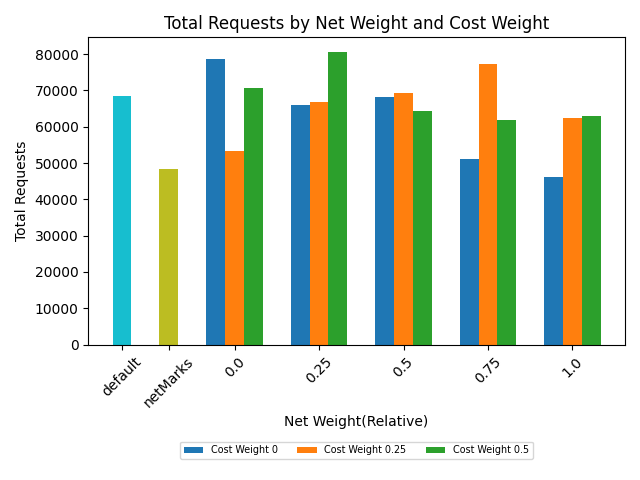 Total Requests by Net Weight and Cost Weight
80000
70000
60000
50000
40000
30000
20000
10000
0
Total Requests
default
netMarks
0.0
0.25
0.5
0.75
1.0
Net Weight(Relative)
Cost Weight 0
Cost Weight 0.25
Cost Weight 0.5